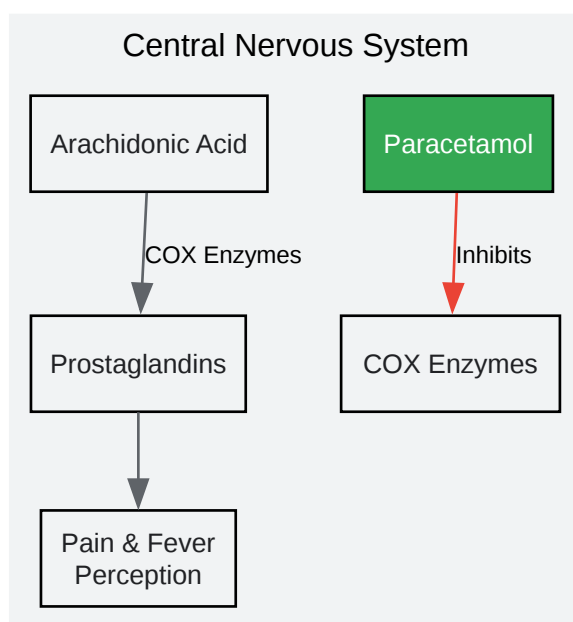 Central Nervous System
Arachidonic Acid
Paracetamol
COX Enzymes
Inhibits
Prostaglandins
COX Enzymes
Pain & Fever
Perception